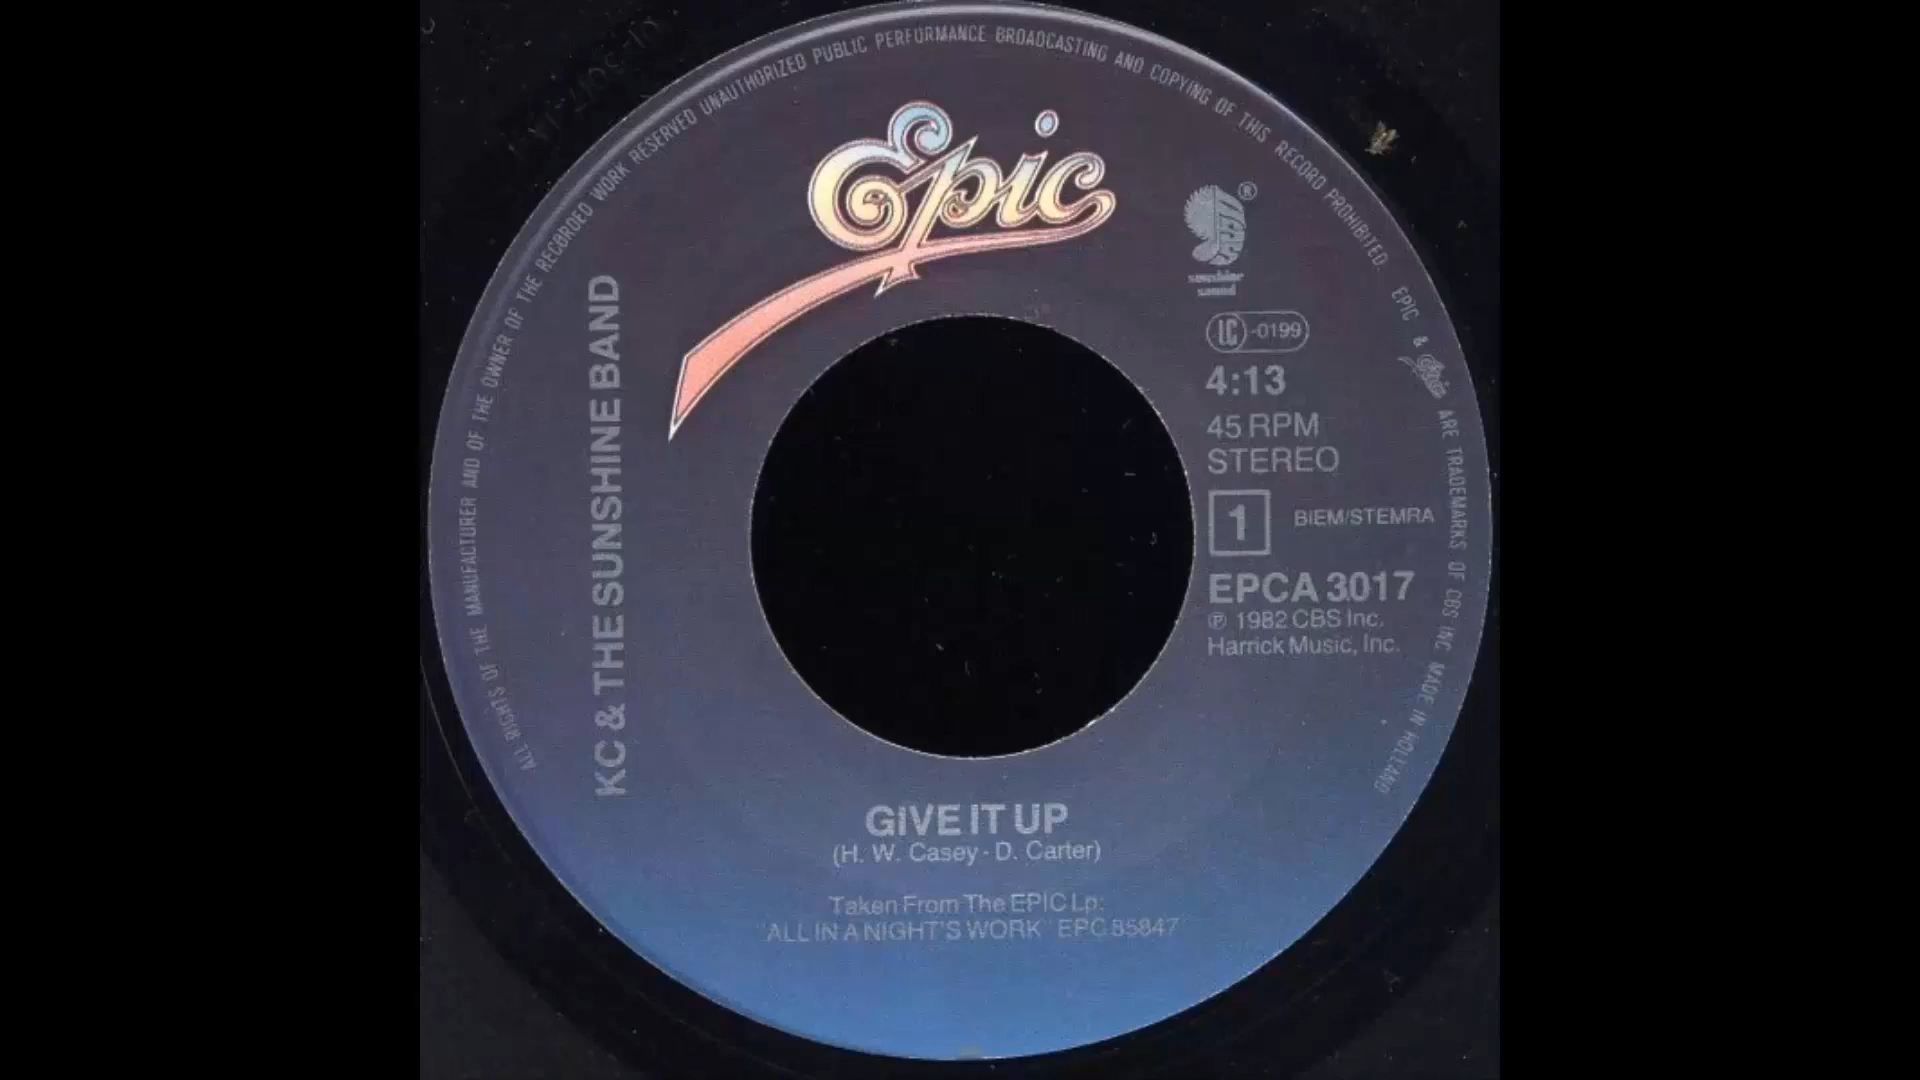 ALL RIGHTS OF THE MANUFACTURER AND OF THE OWNER OF THE RECORDED WORK RESERVED UNAUTHORIZED PUBLIC PERFORMANCE BROADCASTING AND COPYING OF THIS RECORD PROHIBITED. EPIC & Epic ARE TRADEMARKS OF CBS INC. MADE IN HOLLAND
Epic
®
sunshine
sound
KC & THE SUNSHINE BAND
LC -0199
4:13
45 RPM
STEREO
1 BIEM/STEMRA
EPCA 3017
℗ 1982 CBS Inc.
Harrick Music, Inc.
GIVE IT UP
(H. W. Casey - D. Carter)
Taken From The EPIC Lp:
"ALL IN A NIGHT'S WORK" EPC 85847